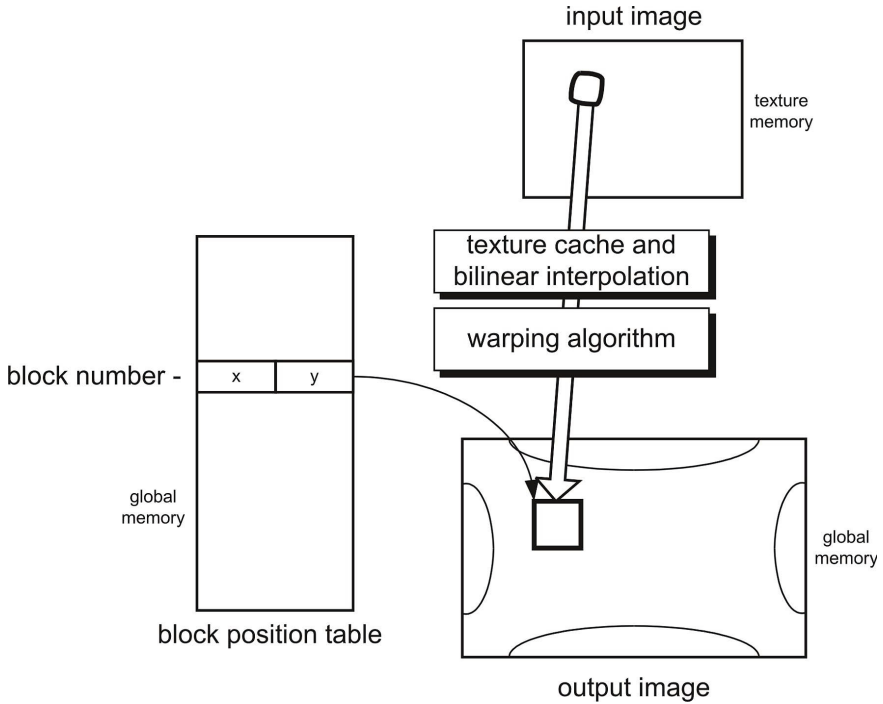 input image
texture
memory
texture cache and
bilinear interpolation
warping algorithm
block number -
x y
global
memory
block position table
global
memory
output image